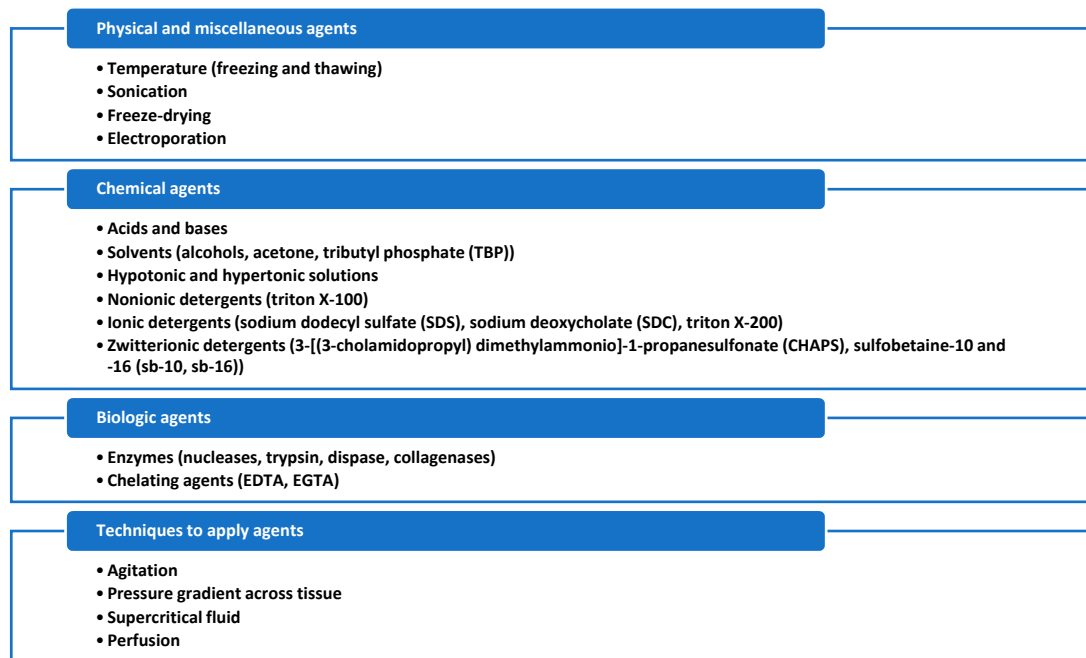 Physical and miscellaneous agents
• Temperature (freezing and thawing)
• Sonication
• Freeze-drying
• Electroporation
Chemical agents
• Acids and bases
• Solvents (alcohols, acetone, tributyl phosphate (TBP))
• Hypotonic and hypertonic solutions
• Nonionic detergents (triton X-100)
• Ionic detergents (sodium dodecyl sulfate (SDS), sodium deoxycholate (SDC), triton X-200)
• Zwitterionic detergents (3-[(3-cholamidopropyl) dimethylammonio]-1-propanesulfonate (CHAPS), sulfobetaine-10 and
-16 (sb-10, sb-16))
Biologic agents
• Enzymes (nucleases, trypsin, dispase, collagenases)
• Chelating agents (EDTA, EGTA)
Techniques to apply agents
• Agitation
• Pressure gradient across tissue
• Supercritical fluid
• Perfusion